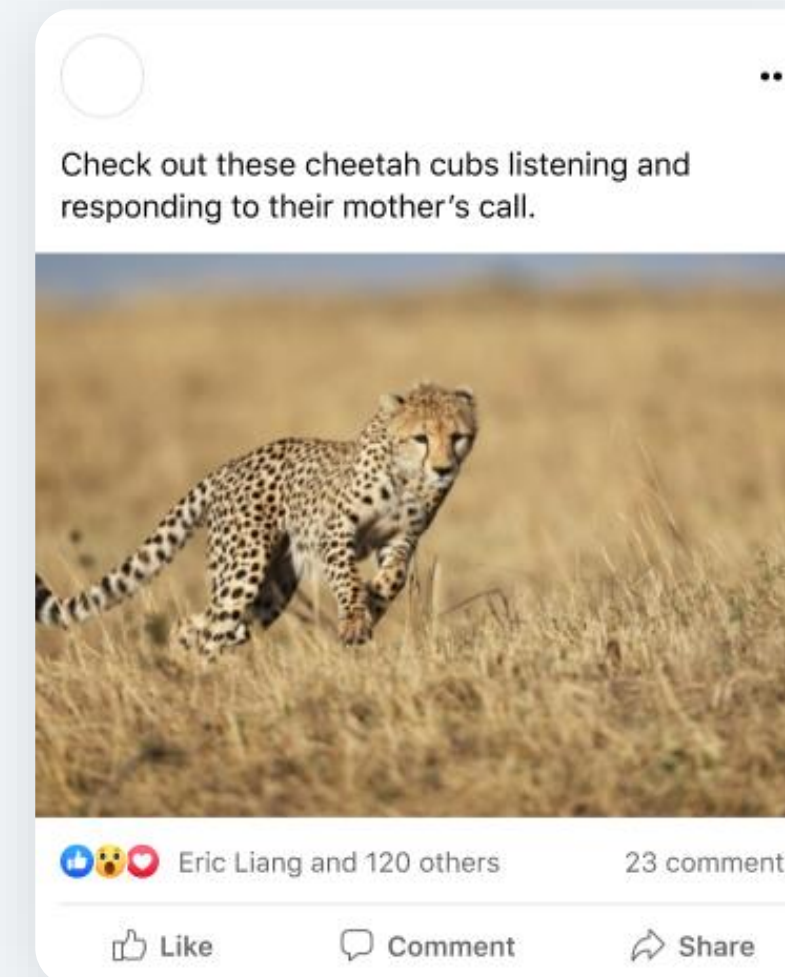 Check out these cheetah cubs listening and
responding to their mother's call.
Eric Liang and 120 others 23 comment
Like Comment Share